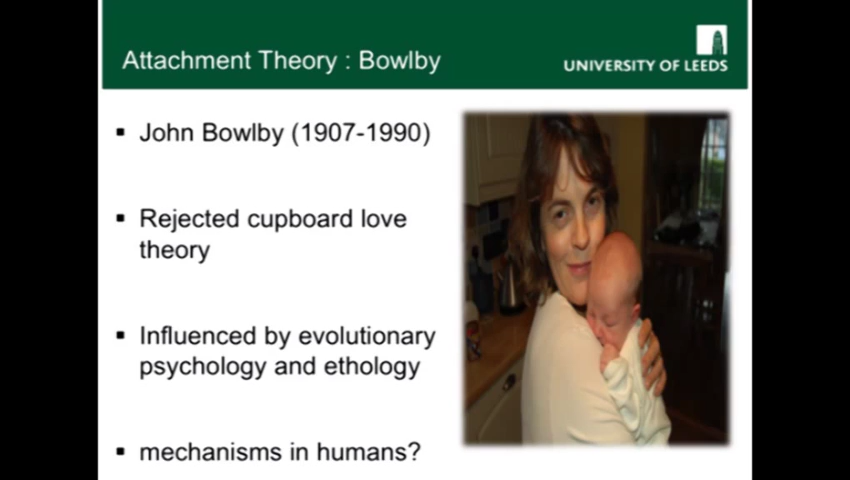 Attachment Theory : Bowlby
UNIVERSITY OF LEEDS
▪ John Bowlby (1907-1990)
▪ Rejected cupboard love
theory
▪ Influenced by evolutionary
psychology and ethology
▪ mechanisms in humans?